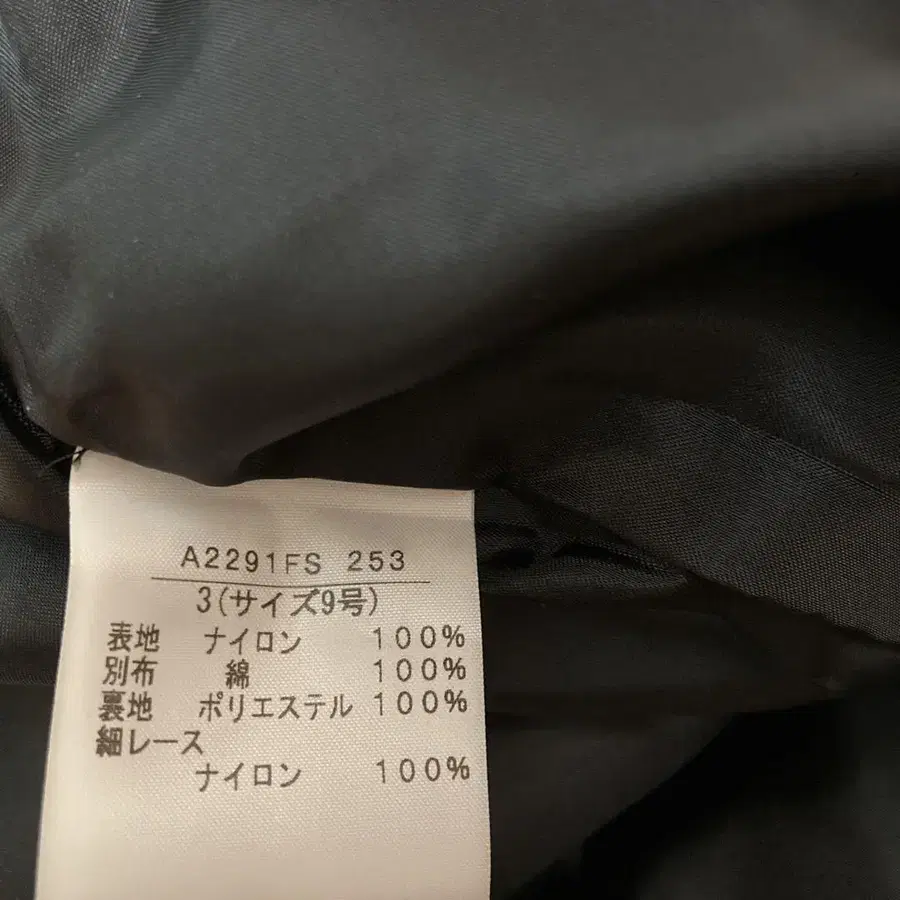 A2291FS 253
3(サイズ9号)
表地 ナイロン 100%
別布 綿 100%
裏地 ポリエステル 100%
細レース
ナイロン 100%